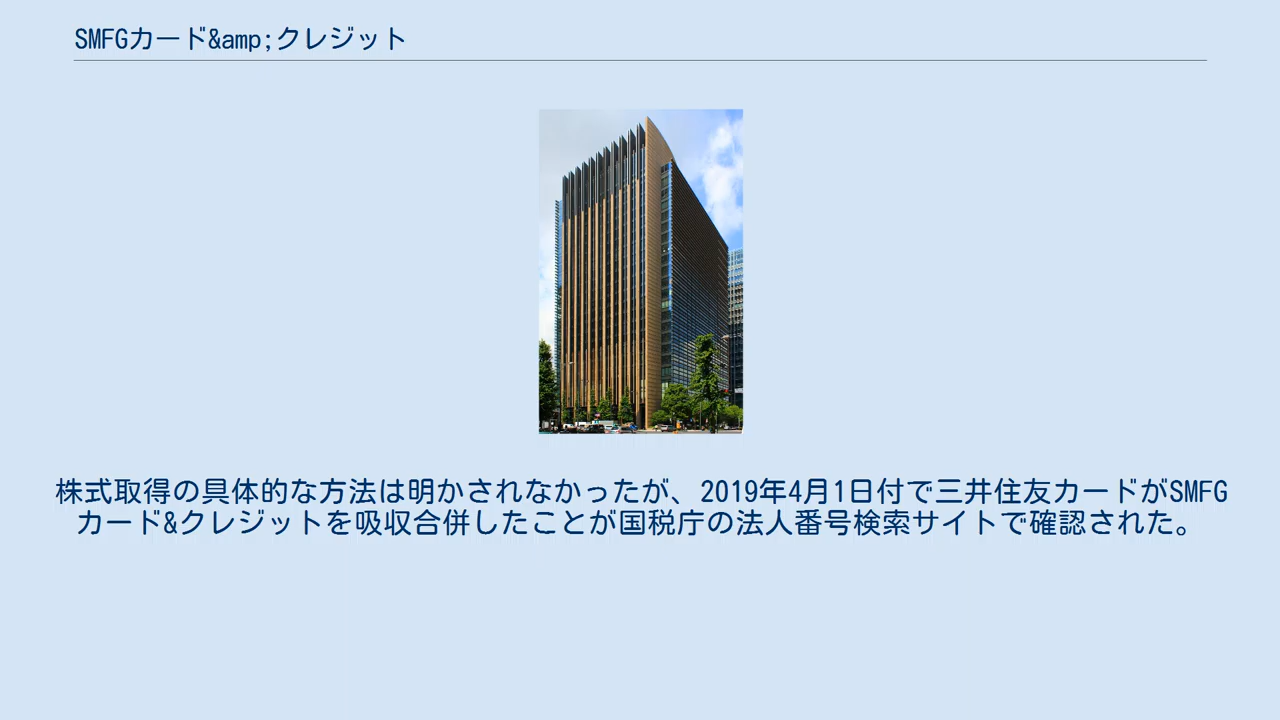 SMFGカード&amp;クレジット
株式取得の具体的な方法は明かされなかったが、2019年4月1日付で三井住友カードがSMFG
カード&クレジットを吸収合併したことが国税庁の法人番号検索サイトで確認された。